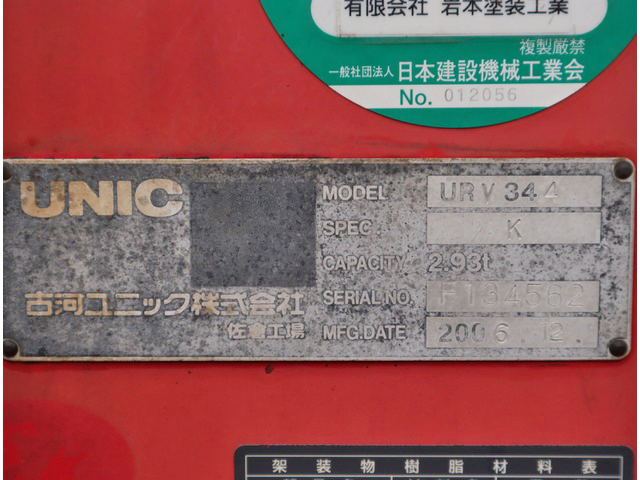 有限会社 岩本塗装工業
複製厳禁
一般社団法人 日本建設機械工業会
No. 012056
UNIC
MODEL URV344
SPEC K
CAPACITY 2.93t
古河ユニック株式会社
SERIAL NO. F134562
佐倉工場
MFG.DATE 2006.12.
架装物樹脂材料表